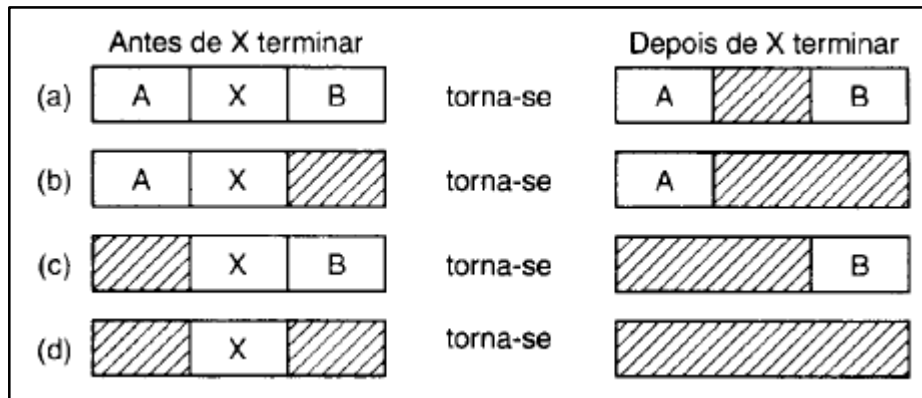 Antes de X terminar Depois de X terminar
(a) A X B torna-se A B
(b) A X torna-se A
(c) X B torna-se B
(d) X torna-se